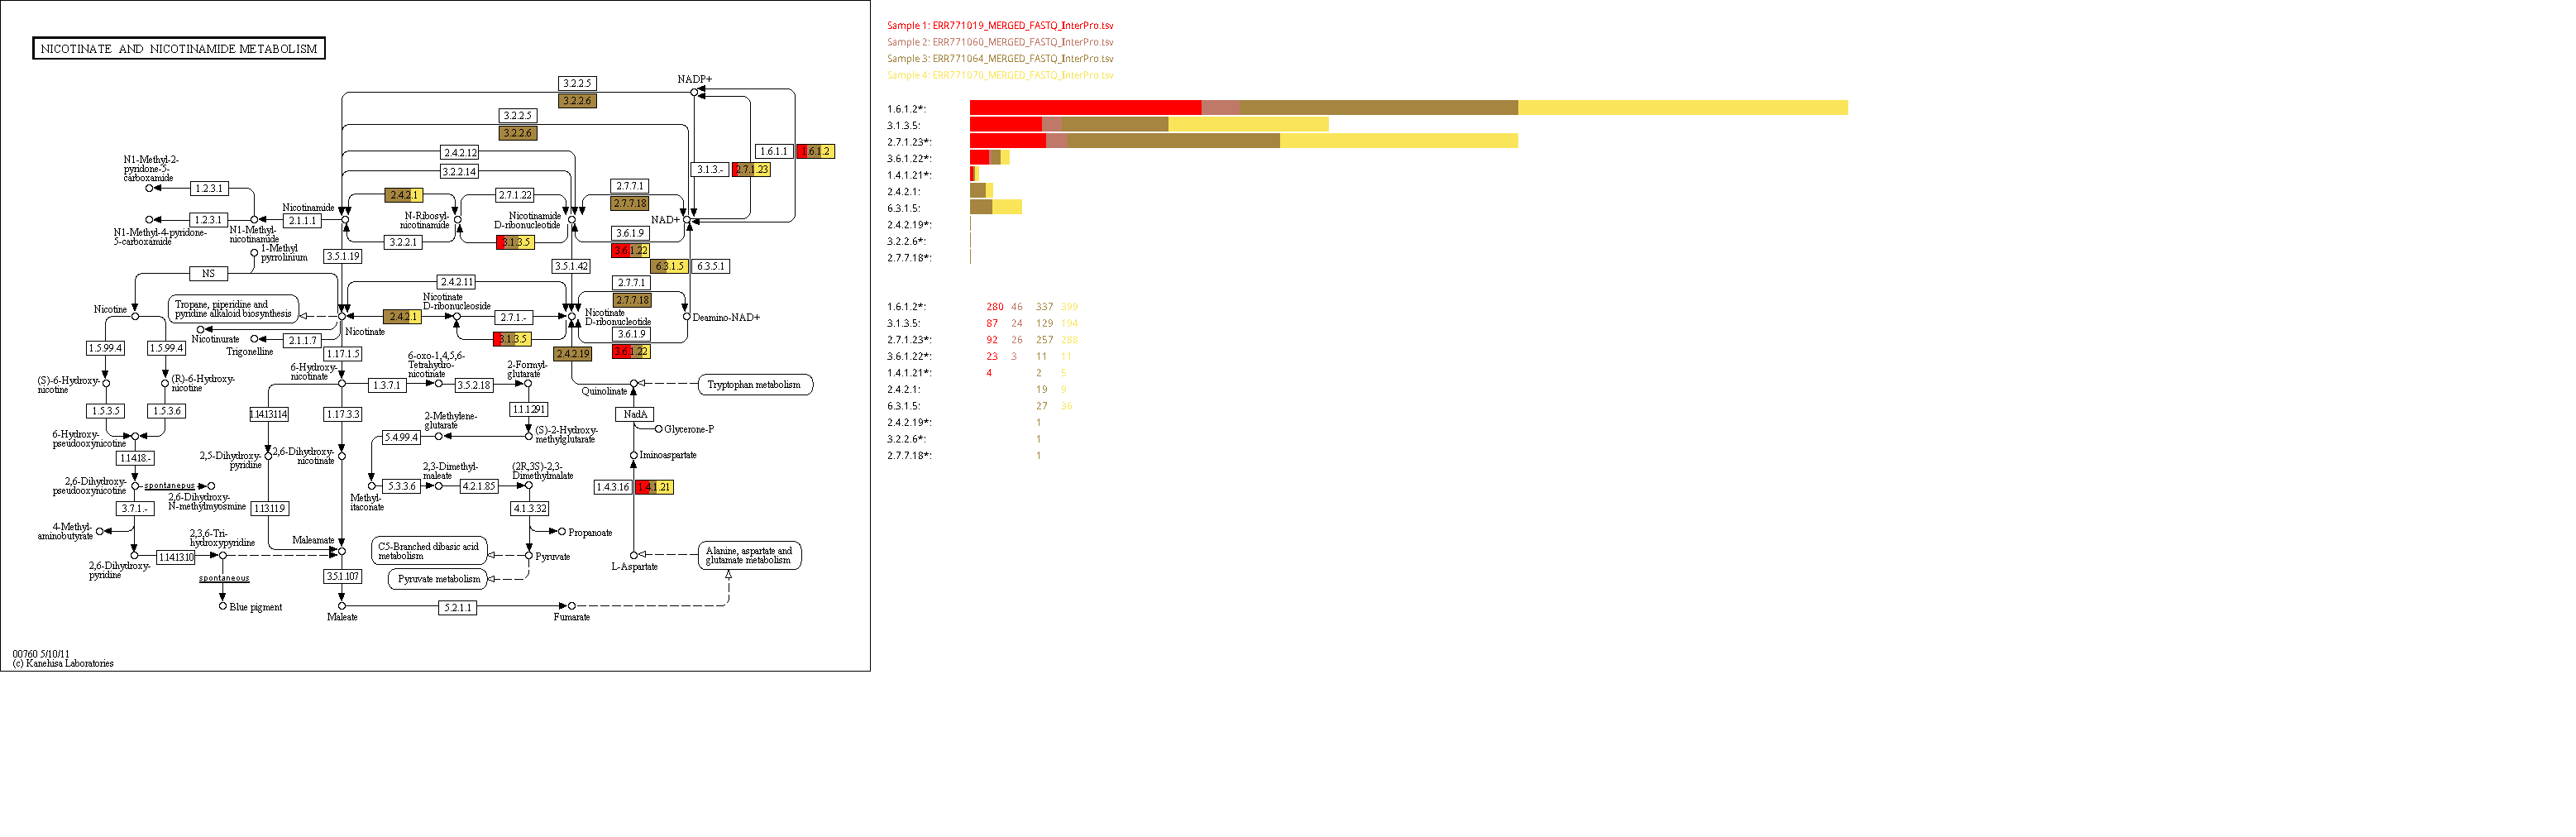 NICOTINATE AND NICOTINAMIDE METABOLISM
3.2.2.5
NADP+
3.2.2.6
3.2.2.5
3.2.2.6
2.4.2.12
1.6.1.1
1.6.1.2
3.2.2.14
3.1.3.-
2.7.1.23
N1-Methyl-2-
pyridone-5-
carboxamide
1.2.3.1
2.4.2.1
2.7.1.22
2.7.7.1
2.7.7.18
Nicotinamide
N-Ribosyl-
nicotinamide
Nicotinamide
D-ribonucleotide
NAD+
1.2.3.1
2.1.1.1
N1-Methyl-4-pyridone-
5-carboxamide
N1-Methyl-
nicotinamide
3.2.2.1
3.1.3.5
3.6.1.9
3.6.1.22
1-Methyl
pyrrolinium
3.5.1.19
3.5.1.42
6.3.1.5
6.3.5.1
NS
2.4.2.11
2.7.7.1
2.7.7.18
Nicotine
Tropane, piperidine and
pyridine alkaloid biosynthesis
Nicotinate
D-ribonucleoside
2.4.2.1
2.7.1.-
Nicotinate
D-ribonucleotide
Deamino-NAD+
Nicotinate
Nicotinurate
Trigonelline
2.1.1.7
3.1.3.5
3.6.1.9
3.6.1.22
1.5.99.4
1.5.99.4
1.17.1.5
2.4.2.19
6-oxo-1,4,5,6-
Tetrahydro-
nicotinate
2-Formyl-
glutarate
6-Hydroxy-
nicotinate
(S)-6-Hydroxy-
nicotine
(R)-6-Hydroxy-
nicotine
1.3.7.1
3.5.2.18
Quinolinate
Tryptophan metabolism
1.5.3.5
1.5.3.6
1.14.13.114
1.17.3.3
1.1.1.291
NadA
2-Methylene-
glutarate
6-Hydroxy-
pseudooxynicotine
5.4.99.4
(S)-2-Hydroxy-
methylglutarate
Glycerone-P
1.14.18.-
2,5-Dihydroxy-
pyridine
2,6-Dihydroxy-
nicotinate
Iminoaspartate
2,3-Dimethyl-
maleate
(2R,3S)-2,3-
Dimethylmalate
2,6-Dihydroxy-
pseudooxynicotine
spontanepus
2,6-Dihydroxy-
N-methylmyosmine
Methyl-
itaconate
5.3.3.6
4.2.1.85
1.4.3.16
1.4.1.21
3.7.1.-
1.13.11.9
4.1.3.32
4-Methyl-
aminobutyrate
2,3,6-Tri-
hydroxypyridine
Propanoate
Maleamate
1.14.13.10
2,6-Dihydroxy-
pyridine
C5-Branched dibasic acid
metabolism
Pyruvate
Alanine, aspartate and
glutamate metabolism
L-Aspartate
spontaneous
3.5.1.107
Pyruvate metabolism
Blue pigment
5.2.1.1
Maleate
Fumarate
00760 5/10/11
(c) Kanehisa Laboratories
Sample 1: ERR771019_MERGED_FASTQ_InterPro.tsv
Sample 2: ERR771060_MERGED_FASTQ_InterPro.tsv
Sample 3: ERR771064_MERGED_FASTQ_InterPro.tsv
Sample 4: ERR771070_MERGED_FASTQ_InterPro.tsv
1.6.1.2*:
3.1.3.5:
2.7.1.23*:
3.6.1.22*:
1.4.1.21*:
2.4.2.1:
6.3.1.5:
2.4.2.19*:
3.2.2.6*:
2.7.7.18*:
1.6.1.2*: 280 46 337 399
3.1.3.5: 87 24 129 194
2.7.1.23*: 92 26 257 288
3.6.1.22*: 23 3 11 11
1.4.1.21*: 4 2 5
2.4.2.1: 19 9
6.3.1.5: 27 36
2.4.2.19*: 1
3.2.2.6*: 1
2.7.7.18*: 1